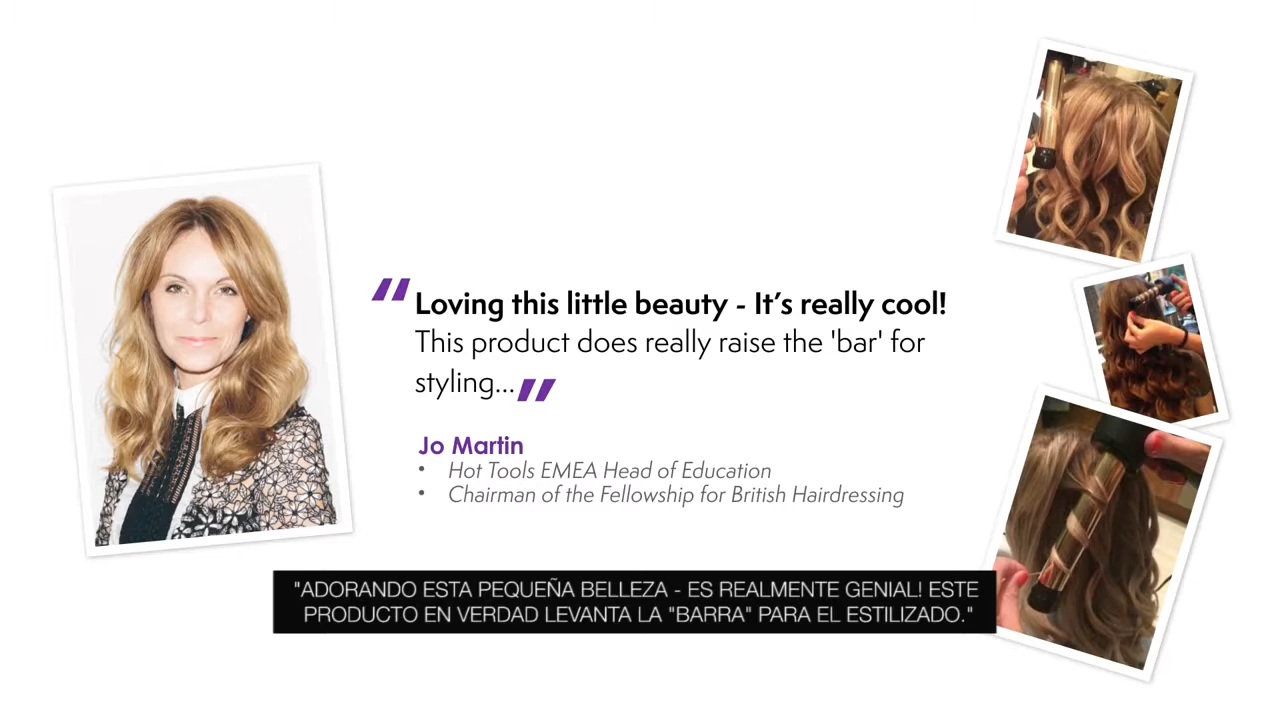 “Loving this little beauty - It's really cool!
This product does really raise the 'bar' for
styling...”
Jo Martin
• Hot Tools EMEA Head of Education
• Chairman of the Fellowship for British Hairdressing
"ADORANDO ESTA PEQUEÑA BELLEZA - ES REALMENTE GENIAL! ESTE
PRODUCTO EN VERDAD LEVANTA LA "BARRA" PARA EL ESTILIZADO."